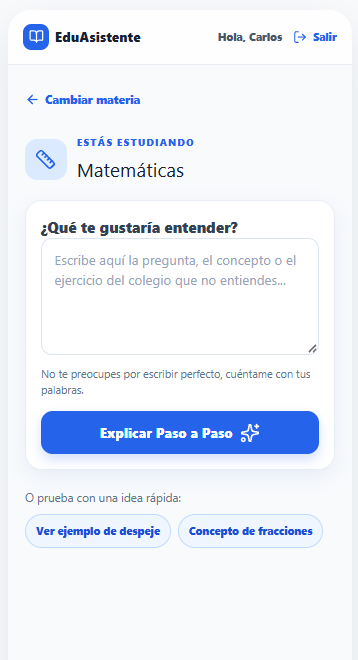 EduAsistente
Hola, Carlos
Salir
Cambiar materia
ESTÁS ESTUDIANDO
Matemáticas
¿Qué te gustaría entender?
Escribe aquí la pregunta, el concepto o el
ejercicio del colegio que no entiendes...
No te preocupes por escribir perfecto, cuéntame con tus
palabras.
Explicar Paso a Paso
O prueba con una idea rápida:
Ver ejemplo de despeje
Concepto de fracciones